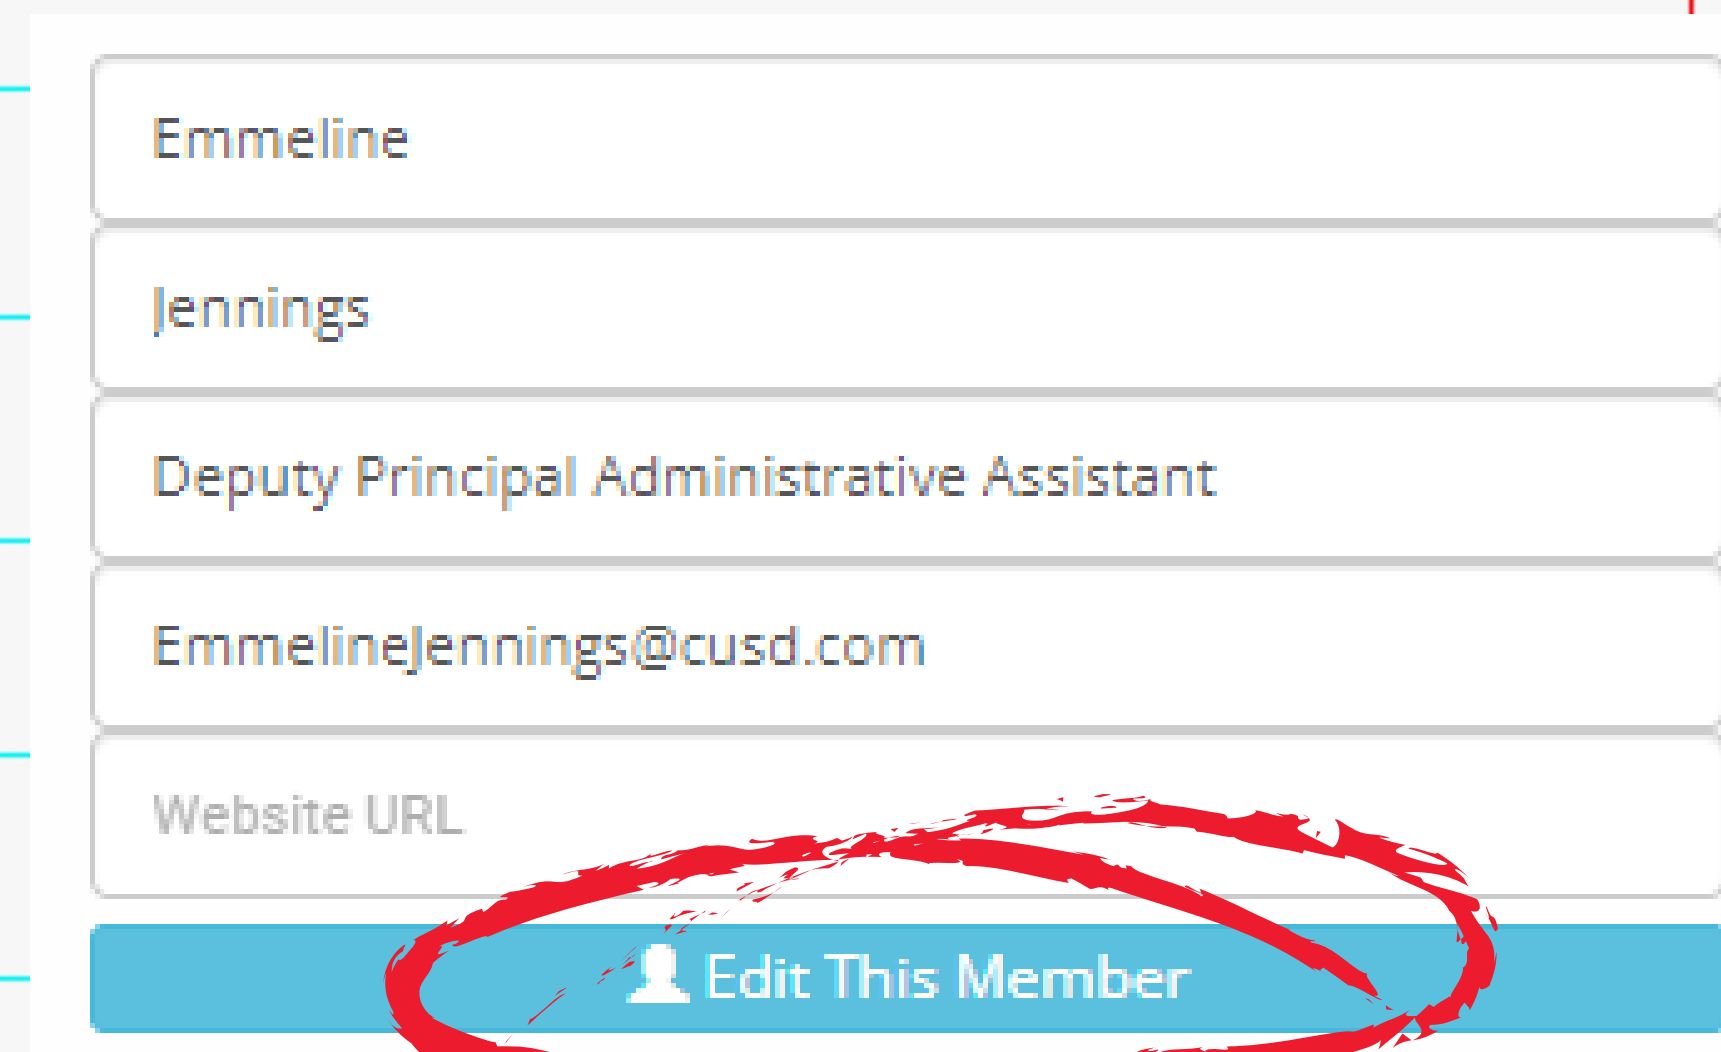 Emmeline
Jennings
Deputy Principal Administrative Assistant
EmmelineJennings@cusd.com
Website URL
Edit This Member